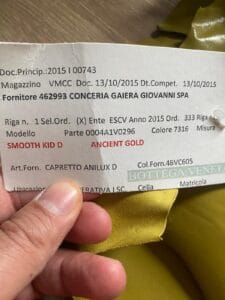 Doc.Princip.:2015 I 00743
Magazzino VMCC Doc. 13/10/2015 Dt.Compet. 13/10/2015
Fornitore 462993 CONCERIA GAIERA GIOVANNI SPA
Riga n. 1 Sel.Ord. (X) Ente ESCV Anno 2015 Ord. 333 Riga
Modello Parte 0004A1V0296 Colore 7316 Misura
SMOOTH KID D ANCIENT GOLD
Art.Forn. CAPRETTO ANILUX D Col.Forn.48VC605
BOTTEGA VENETA
Cella Matricola